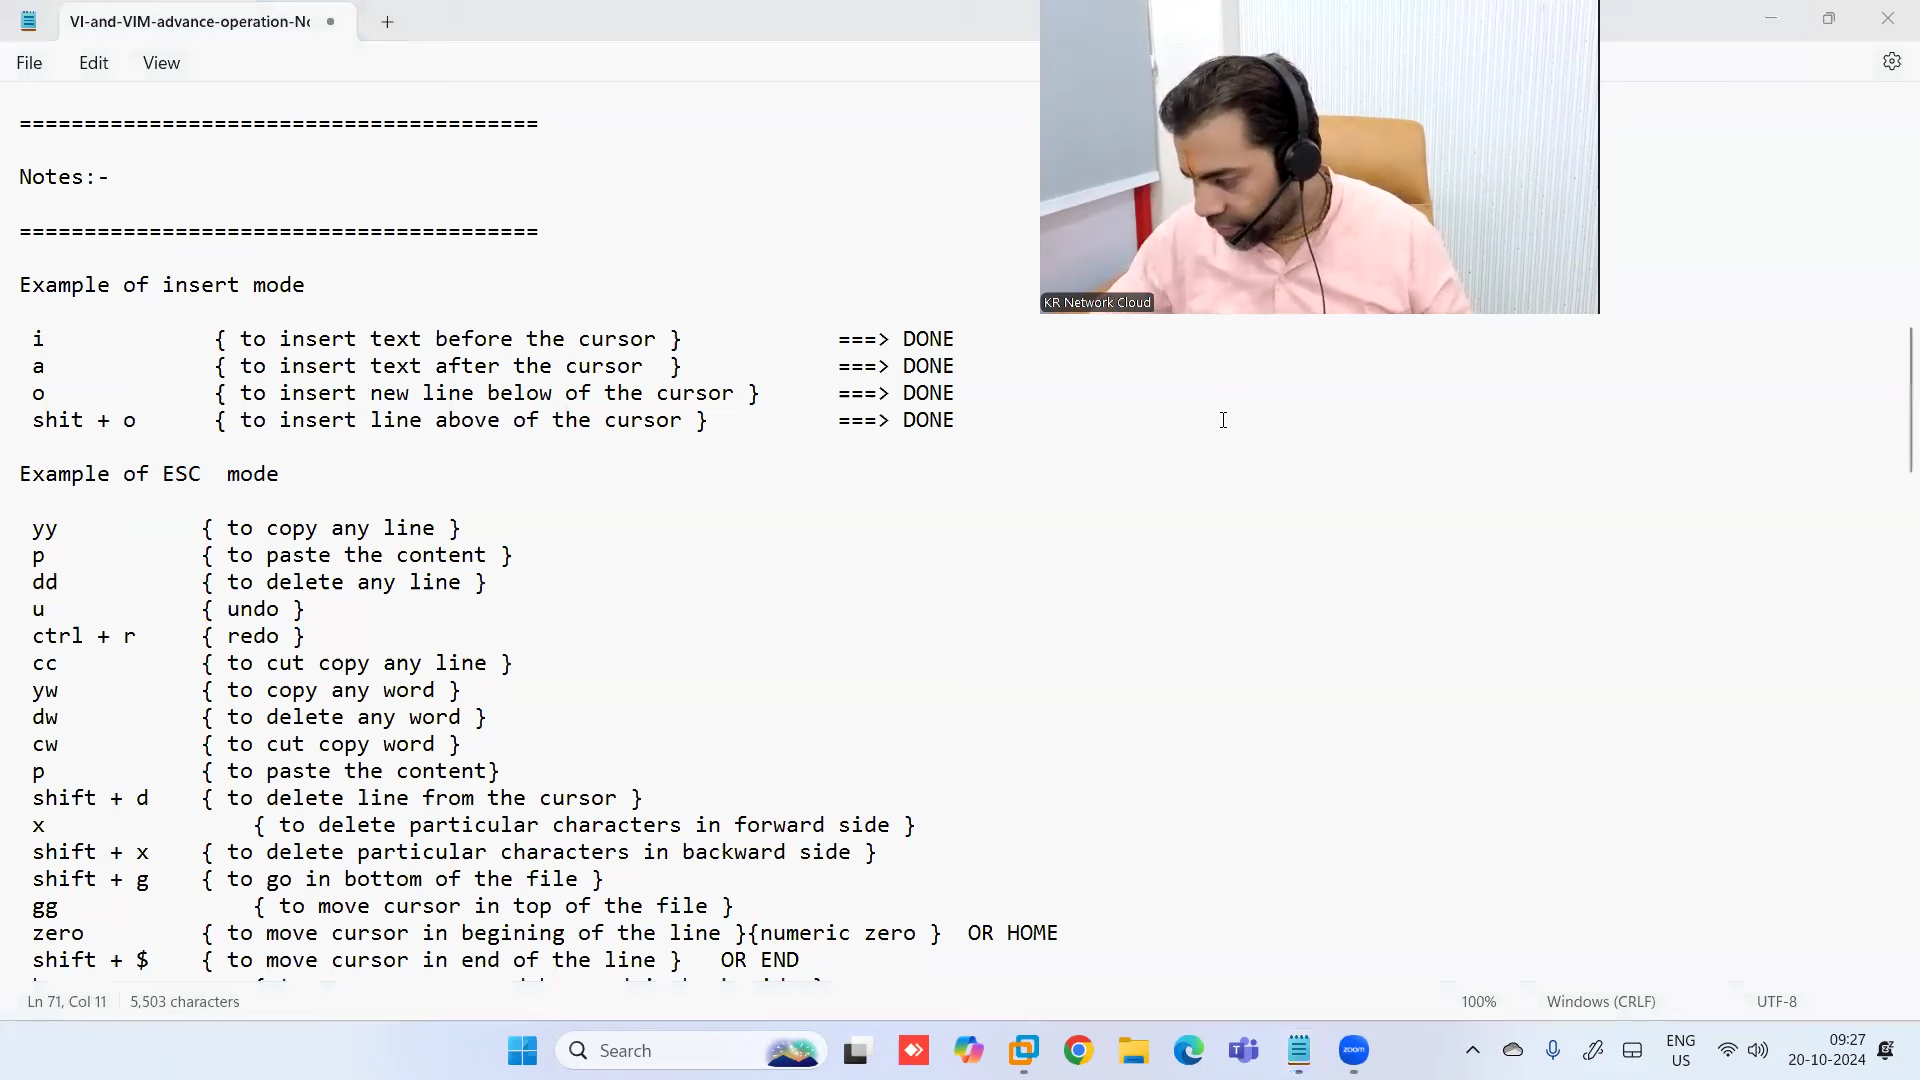 VI-and-VIM-advance-operation-No
File Edit View
========================================
Notes:-
========================================
Example of insert mode
i { to insert text before the cursor } ===> DONE
a { to insert text after the cursor } ===> DONE
o { to insert new line below of the cursor } ===> DONE
shit + o { to insert line above of the cursor } ===> DONE
Example of ESC mode
yy { to copy any line }
p { to paste the content }
dd { to delete any line }
u { undo }
ctrl + r { redo }
cc { to cut copy any line }
yw { to copy any word }
dw { to delete any word }
cw { to cut copy word }
p { to paste the content}
shift + d { to delete line from the cursor }
x { to delete particular characters in forward side }
shift + x { to delete particular characters in backward side }
shift + g { to go in bottom of the file }
gg { to move cursor in top of the file }
zero { to move cursor in begining of the line }{numeric zero } OR HOME
shift + $ { to move cursor in end of the line } OR END
KR Network Cloud
Ln 71, Col 11 5,503 characters 100% Windows (CRLF) UTF-8
Search zoom ENG US 09:27 20-10-2024